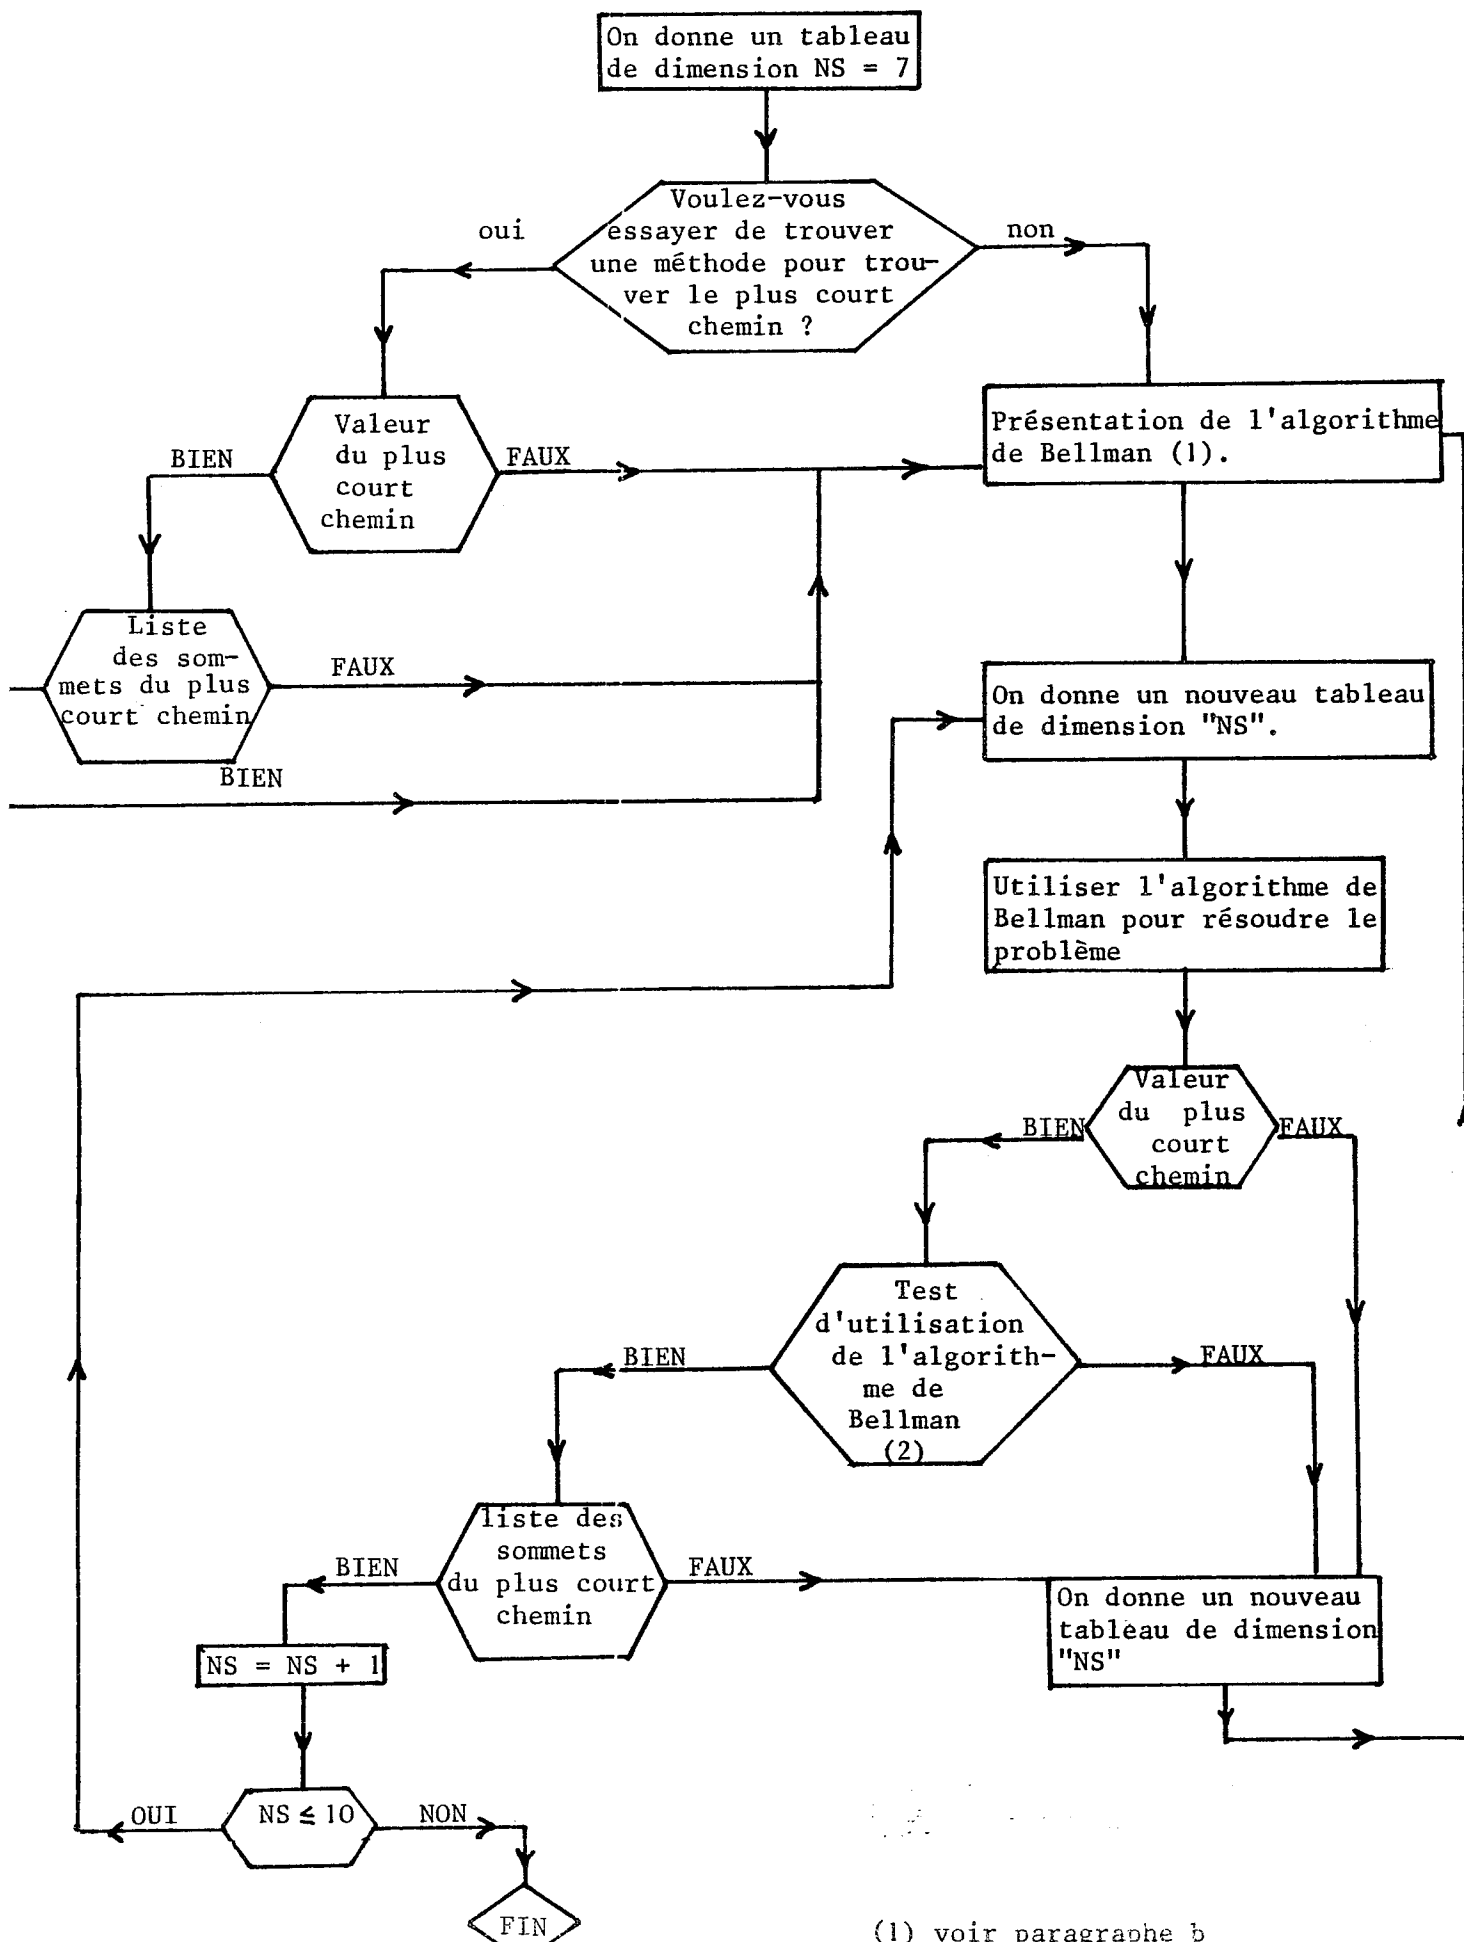 On donne un tableau
de dimension NS = 7
Voulez-vous
essayer de trouver
une méthode pour trou-
ver le plus court
chemin ?
oui
non
Valeur
du plus
court
chemin
BIEN
FAUX
Présentation de l'algorithme
de Bellman (1).
Liste
des som-
mets du plus
court chemin
FAUX
BIEN
On donne un nouveau tableau
de dimension "NS".
Utiliser l'algorithme de
Bellman pour résoudre le
problème
Valeur
du plus
court
chemin
BIEN
FAUX
Test
d'utilisation
de l'algorith-
me de
Bellman
(2)
BIEN
FAUX
liste des
sommets
du plus court
chemin
BIEN
FAUX
On donne un nouveau
tableau de dimension
"NS"
NS = NS + 1
NS ≤ 10
OUI
NON
FIN
(1) voir paragraphe b